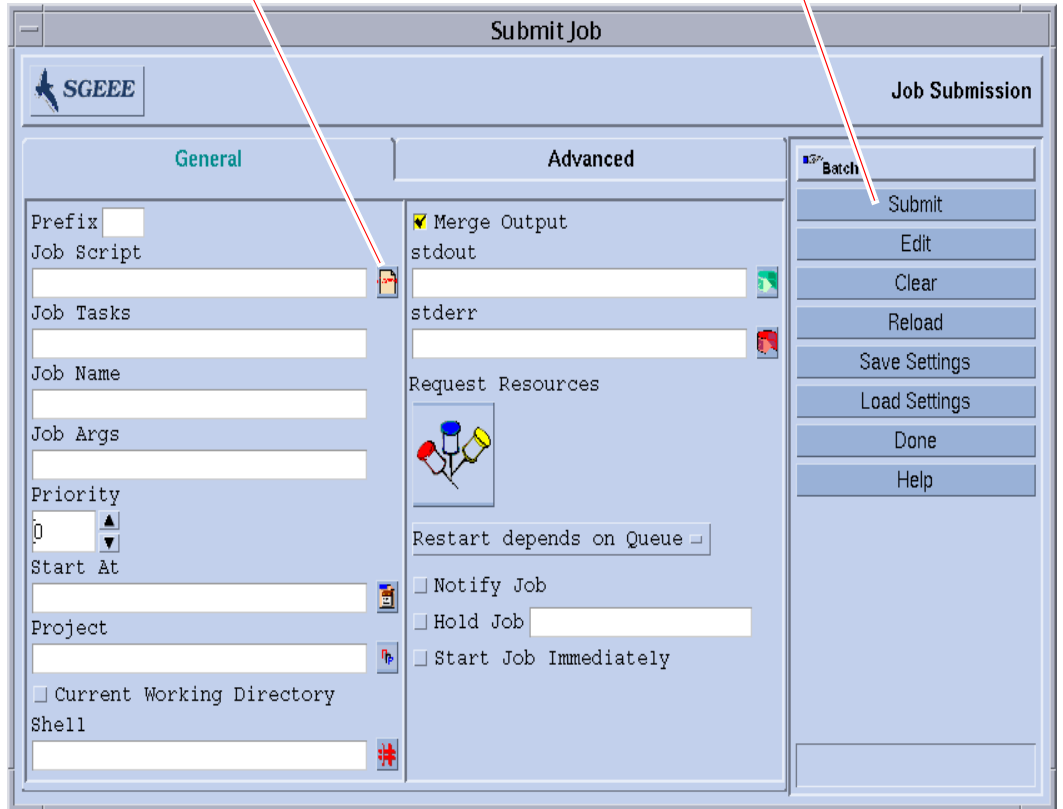 Submit Job
SGEEE
Job Submission
General
Advanced
Batch
Prefix
Job Script
Job Tasks
Job Name
Job Args
Priority
0
Start At
Project
Current Working Directory
Shell
Merge Output
stdout
stderr
Request Resources
Restart depends on Queue
Notify Job
Hold Job
Start Job Immediately
Submit
Edit
Clear
Reload
Save Settings
Load Settings
Done
Help